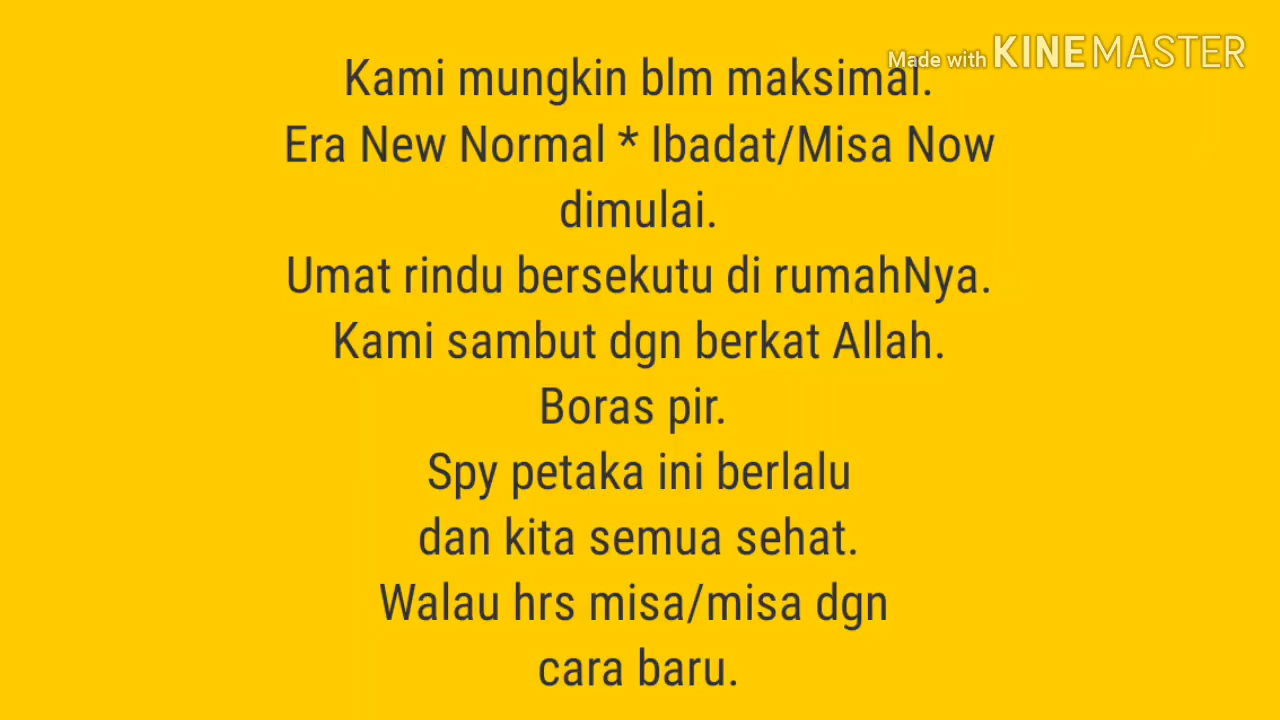 Made with KINEMASTER
Kami mungkin blm maksimal.
Era New Normal * Ibadat/Misa Now
dimulai.
Umat rindu bersekutu di rumahNya.
Kami sambut dgn berkat Allah.
Boras pir.
Spy petaka ini berlalu
dan kita semua sehat.
Walau hrs misa/misa dgn
cara baru.